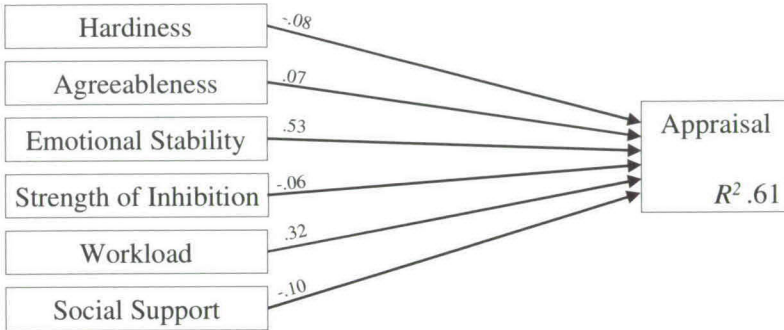 Hardiness
-.08
Agreeableness
.07
Emotional Stability
.53
Strength of Inhibition
-.06
Workload
.32
Social Support
-.10
Appraisal
R² .61